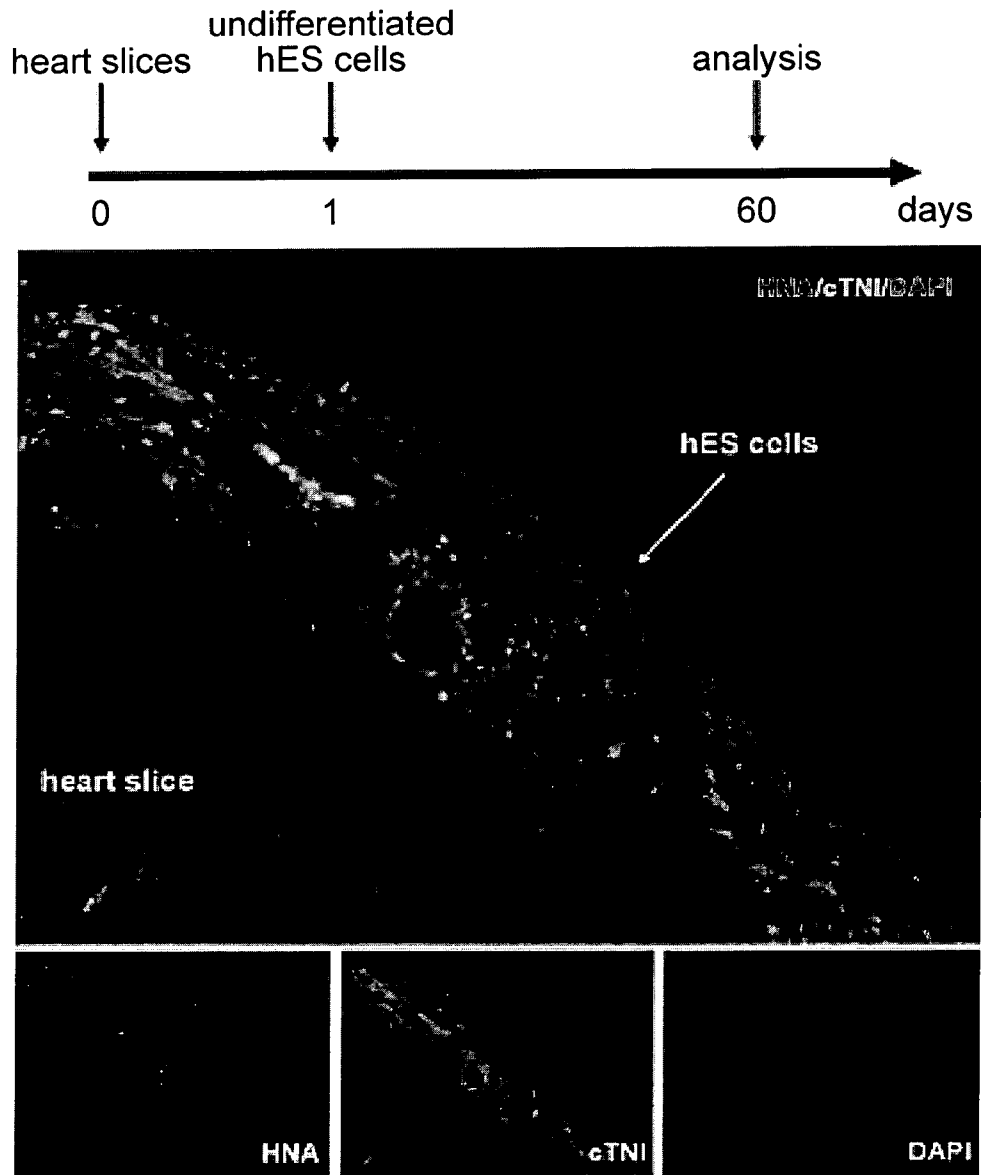 undifferentiated
heart slices hES cells analysis
0 1 60 days
HNA/cTNI/DAPI
hES cells
heart slice
HNA cTNI DAPI